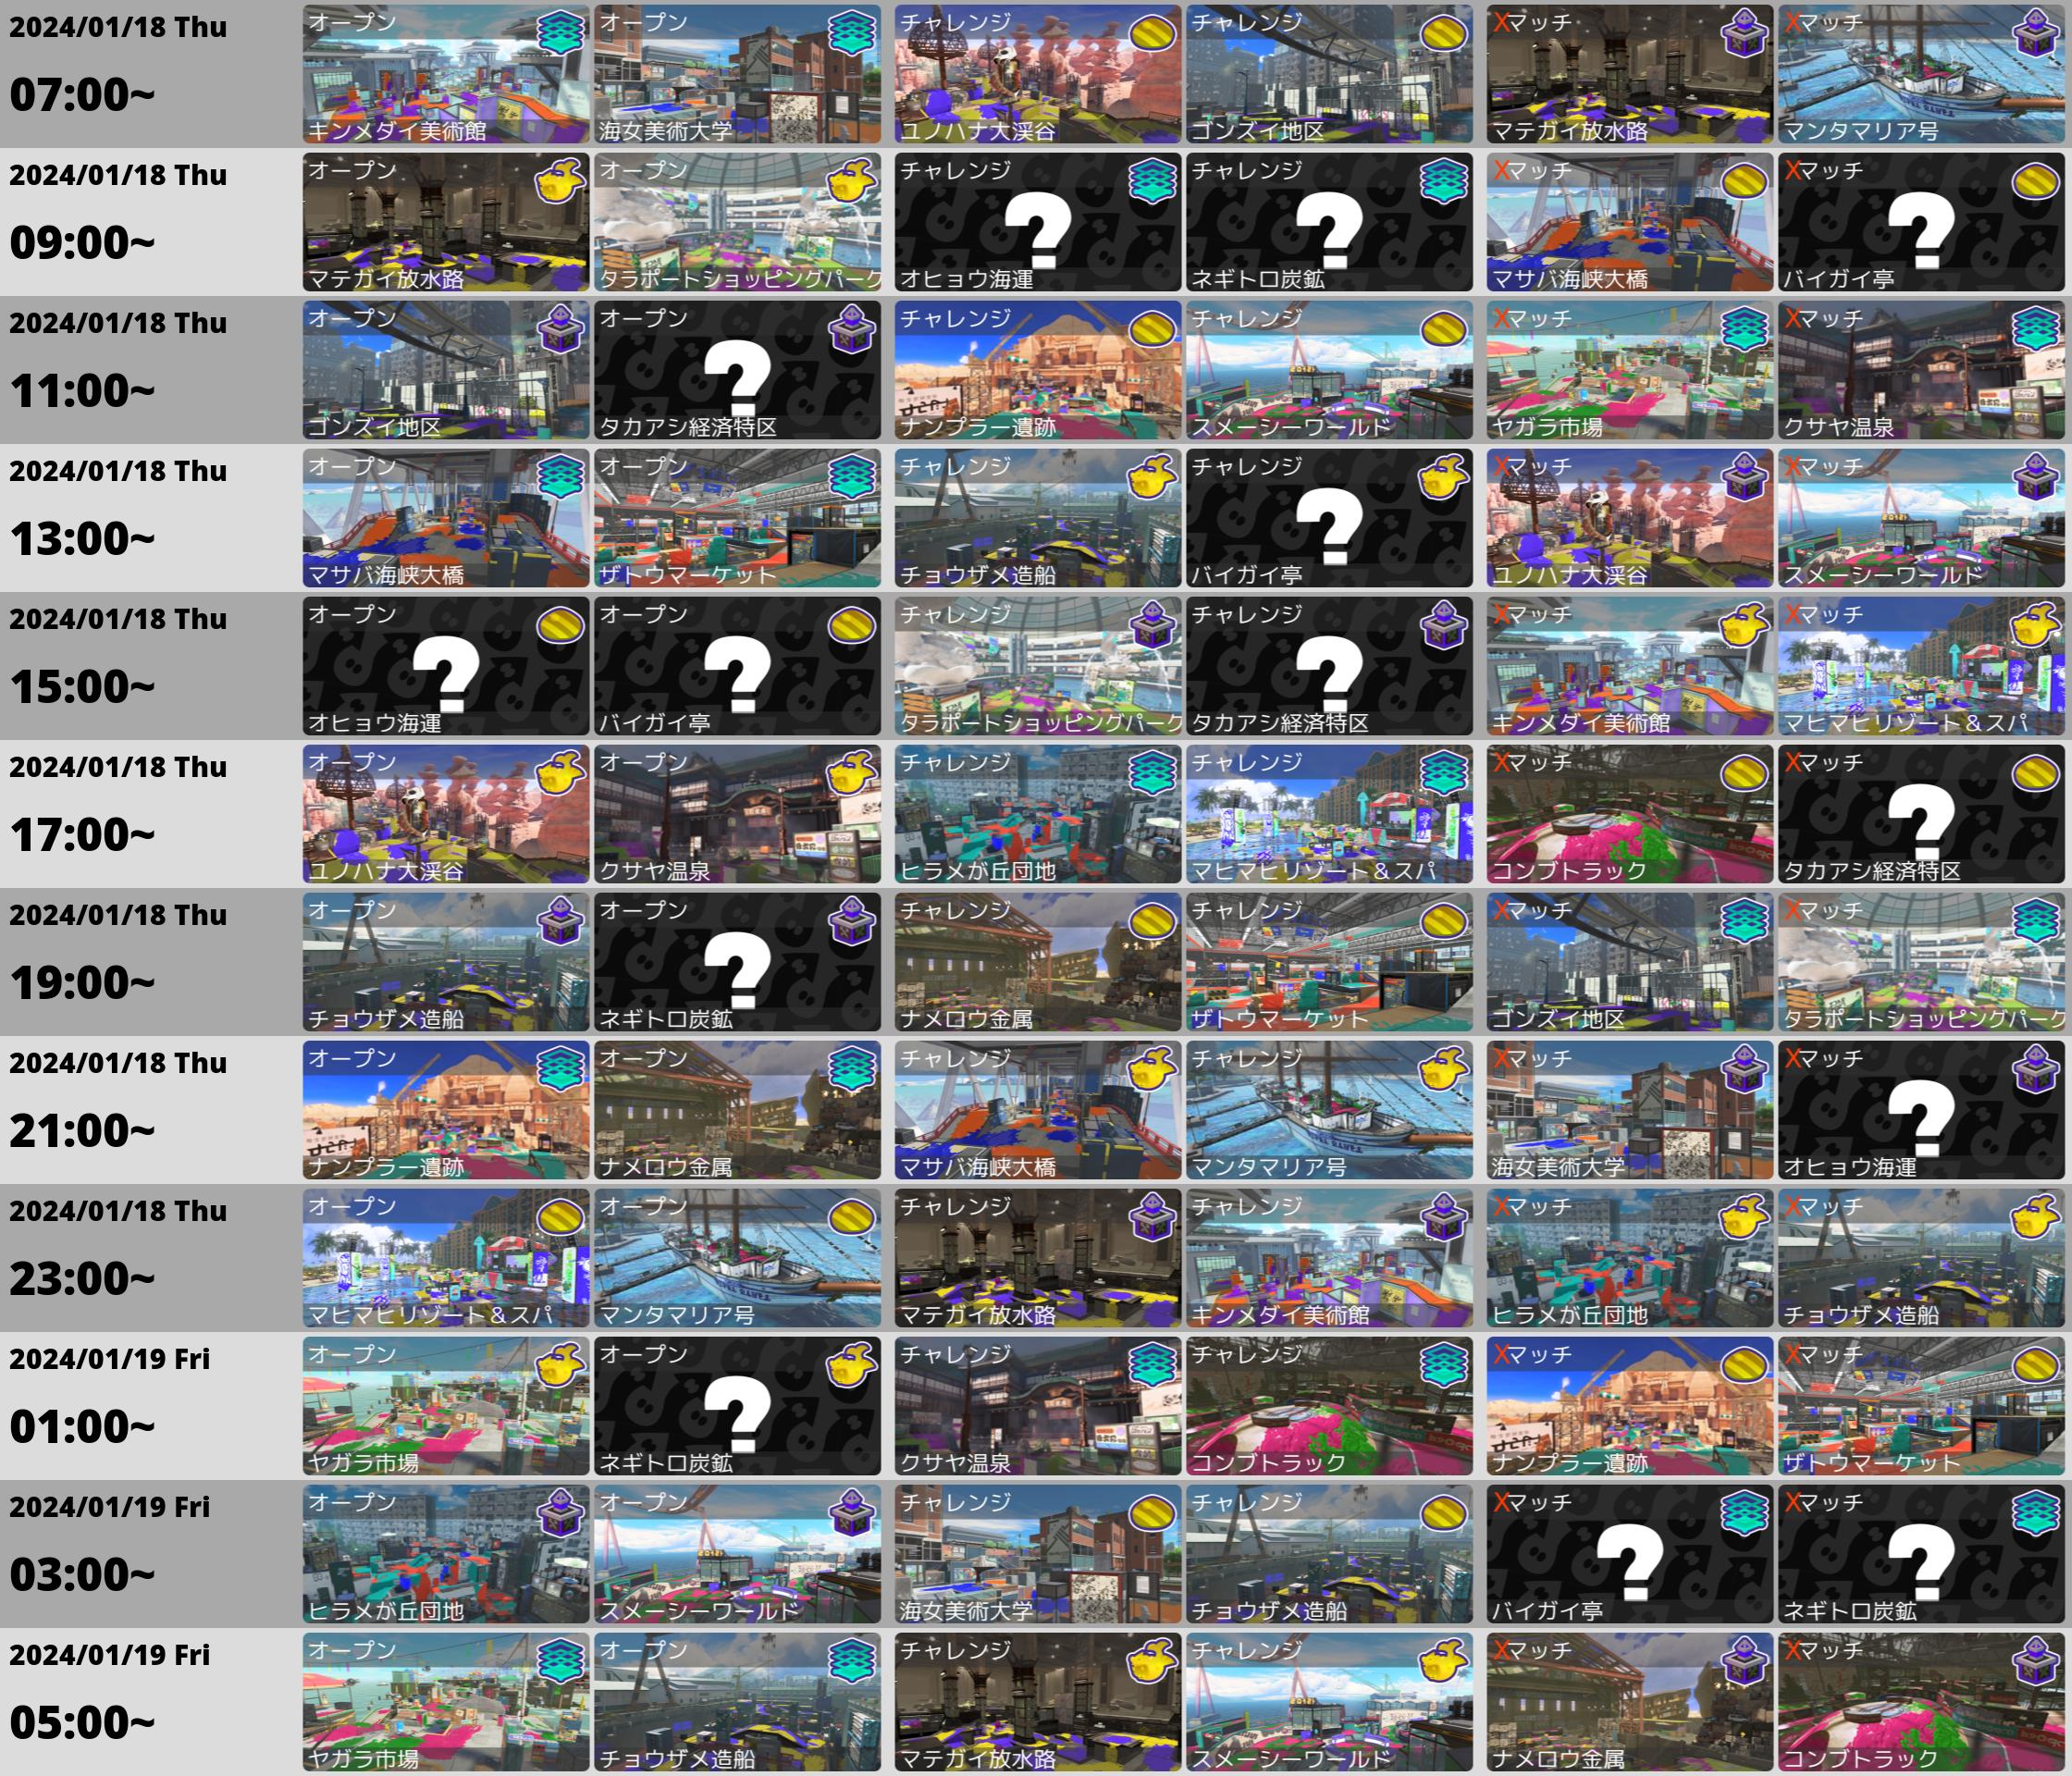 2024/01/18 Thu
07:00~
オープン オープン チャレンジ チャレンジ Xマッチ Xマッチ
キンメダイ美術館 海女美術大学 ユノハナ大渓谷 ゴンズイ地区 マテガイ放水路 マンタマリア号
2024/01/18 Thu
09:00~
オープン オープン チャレンジ チャレンジ Xマッチ Xマッチ
マテガイ放水路 タラポートショッピングパーク オヒョウ海運 ネギトロ炭鉱 マサバ海峡大橋 バイガイ亭
2024/01/18 Thu
11:00~
オープン オープン チャレンジ チャレンジ Xマッチ Xマッチ
ゴンズイ地区 タカアシ経済特区 ナンプラー遺跡 スメーシーワールド ヤガラ市場 クサヤ温泉
2024/01/18 Thu
13:00~
オープン オープン チャレンジ チャレンジ Xマッチ Xマッチ
マサバ海峡大橋 ザトウマーケット チョウザメ造船 バイガイ亭 ユノハナ大渓谷 スメーシーワールド
2024/01/18 Thu
15:00~
オープン オープン チャレンジ チャレンジ Xマッチ Xマッチ
オヒョウ海運 バイガイ亭 タラポートショッピングパーク タカアシ経済特区 キンメダイ美術館 マヒマヒリゾート＆スパ
2024/01/18 Thu
17:00~
オープン オープン チャレンジ チャレンジ Xマッチ Xマッチ
ユノハナ大渓谷 クサヤ温泉 ヒラメが丘団地 マヒマヒリゾート＆スパ コンブトラック タカアシ経済特区
2024/01/18 Thu
19:00~
オープン オープン チャレンジ チャレンジ Xマッチ Xマッチ
チョウザメ造船 ネギトロ炭鉱 ナメロウ金属 ザトウマーケット ゴンズイ地区 タラポートショッピングパーク
2024/01/18 Thu
21:00~
オープン オープン チャレンジ チャレンジ Xマッチ Xマッチ
ナンプラー遺跡 ナメロウ金属 マサバ海峡大橋 マンタマリア号 海女美術大学 オヒョウ海運
2024/01/18 Thu
23:00~
オープン オープン チャレンジ チャレンジ Xマッチ Xマッチ
マヒマヒリゾート＆スパ マンタマリア号 マテガイ放水路 キンメダイ美術館 ヒラメが丘団地 チョウザメ造船
2024/01/19 Fri
01:00~
オープン オープン チャレンジ チャレンジ Xマッチ Xマッチ
ヤガラ市場 ネギトロ炭鉱 クサヤ温泉 コンブトラック ナンプラー遺跡 ザトウマーケット
2024/01/19 Fri
03:00~
オープン オープン チャレンジ チャレンジ Xマッチ Xマッチ
ヒラメが丘団地 スメーシーワールド 海女美術大学 チョウザメ造船 バイガイ亭 ネギトロ炭鉱
2024/01/19 Fri
05:00~
オープン オープン チャレンジ チャレンジ Xマッチ Xマッチ
ヤガラ市場 チョウザメ造船 マテガイ放水路 スメーシーワールド ナメロウ金属 コンブトラック